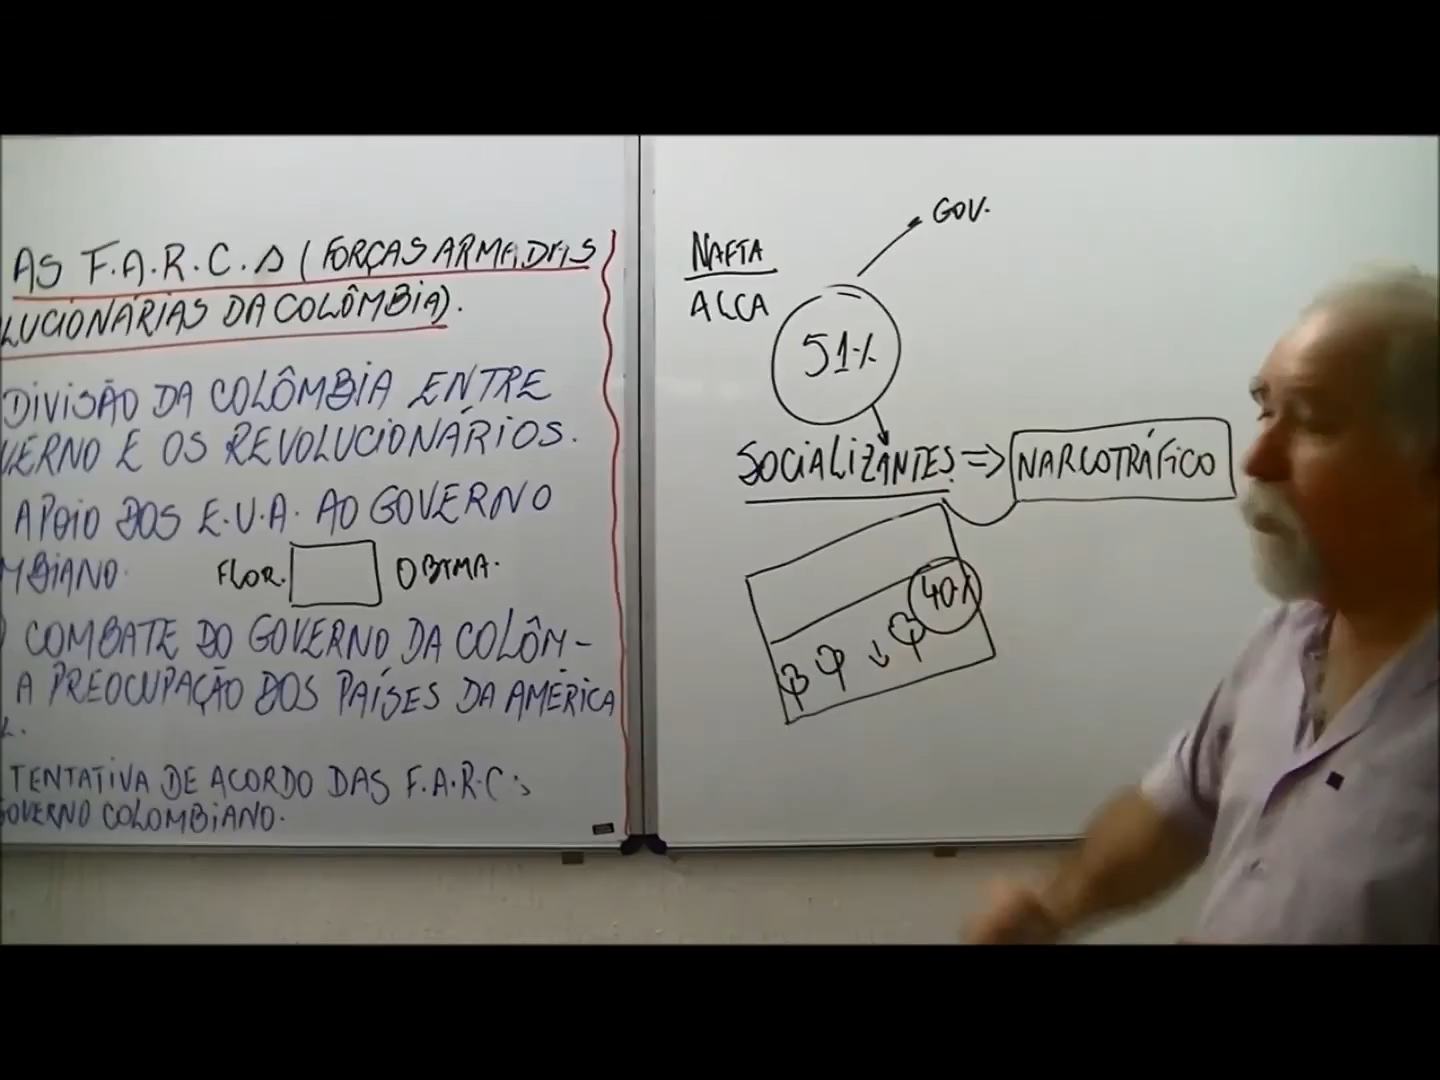 AS F.A.R.C.s (FORÇAS ARMADAS
LUCIONÁRIAS DA COLÔMBIA).
DIVISÃO DA COLÔMBIA ENTRE
VERNO E OS REVOLUCIONÁRIOS.
APOIO DOS E.U.A. AO GOVERNO
MBIANO.
FLOR. OBAMA.
COMBATE DO GOVERNO DA COLÔM-
A PREOCUPAÇÃO DOS PAÍSES DA AMÉRICA
L.
TENTATIVA DE ACORDO DAS F.A.R.C.s
GOVERNO COLOMBIANO.
GOV.
NAFTA
ALCA
51%
SOCIALIZANTES. => NARCOTRÁFICO
40%